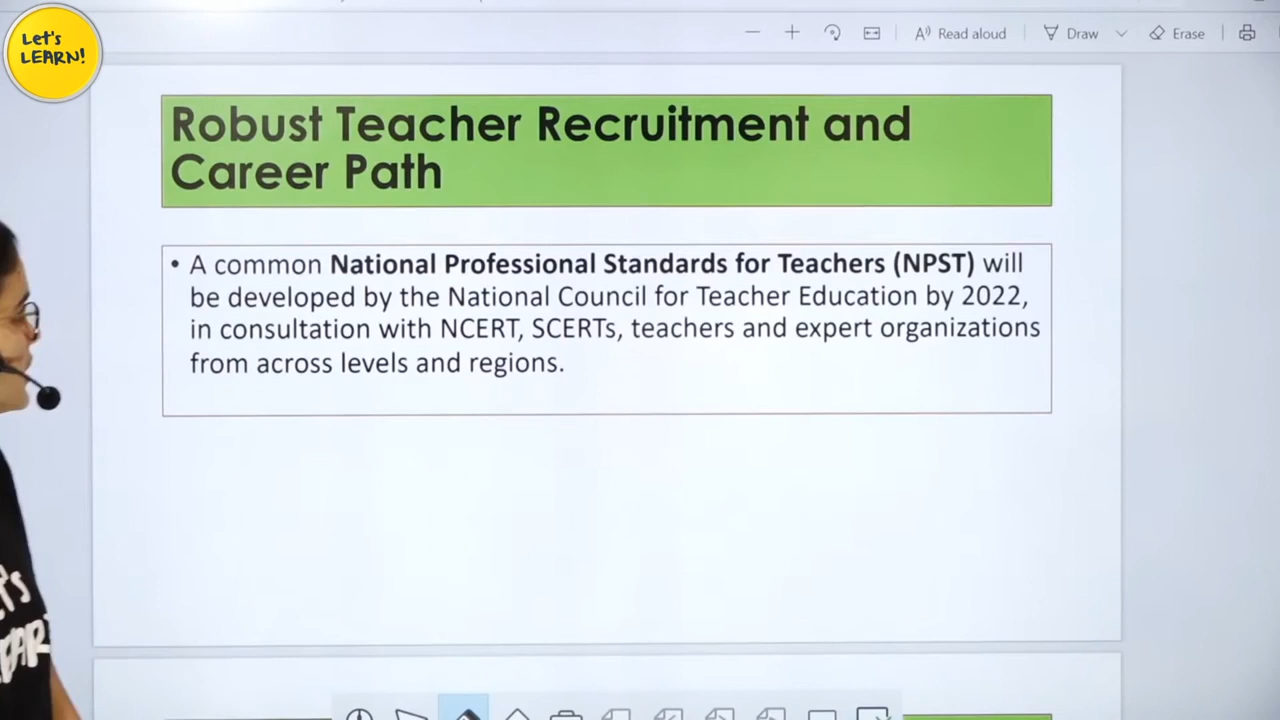 Let's
LEARN!
Read aloud
Draw
Erase
Robust Teacher Recruitment and
Career Path
• A common National Professional Standards for Teachers (NPST) will
be developed by the National Council for Teacher Education by 2022,
in consultation with NCERT, SCERTs, teachers and expert organizations
from across levels and regions.